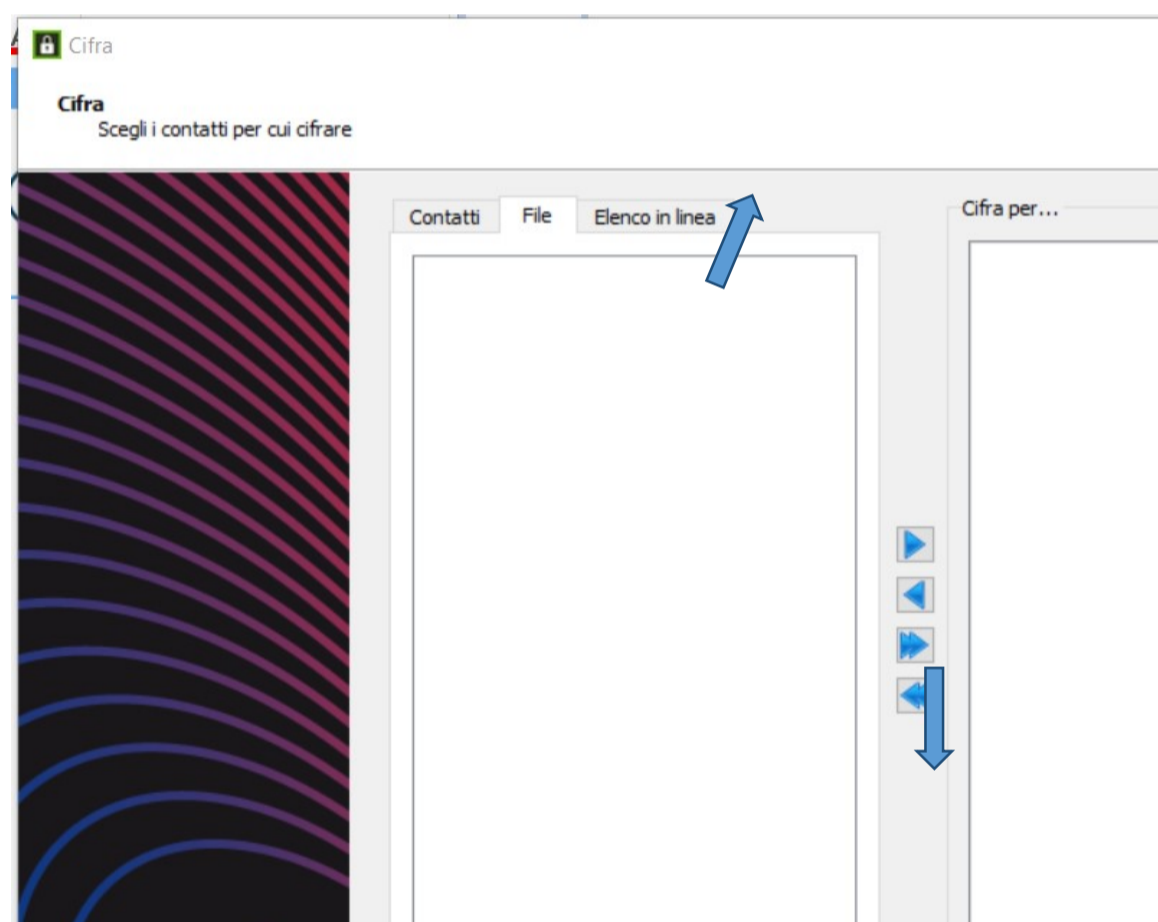 Cifra
Cifra
Scegli i contatti per cui cifrare
Contatti File Elenco in linea
Cifra per...